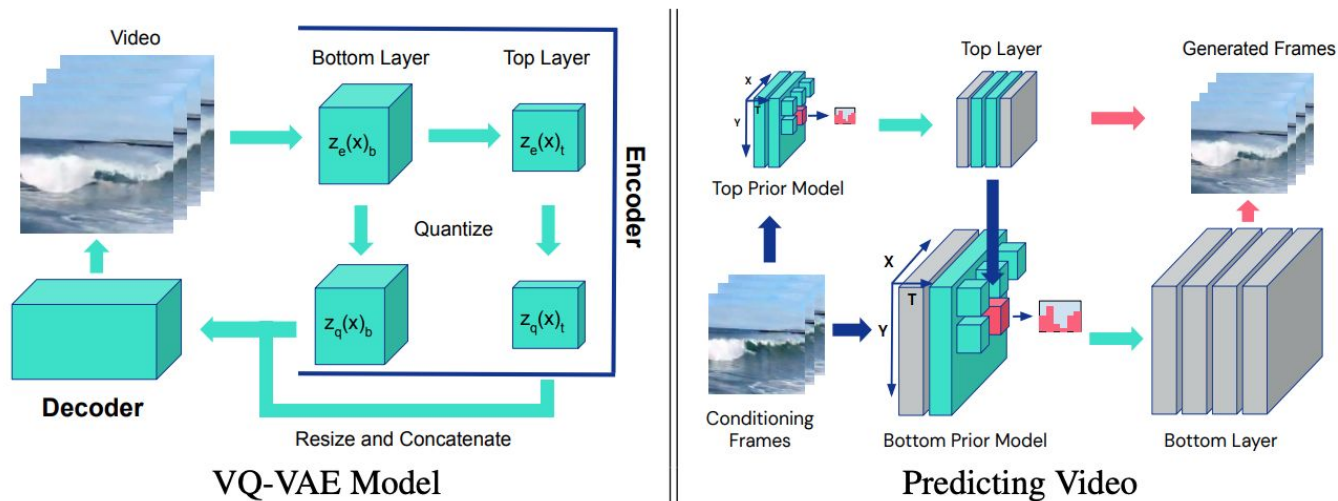 Video
Bottom Layer
Top Layer
z_e(x)_b
z_e(x)_t
Quantize
z_q(x)_b
z_q(x)_t
Encoder
Decoder
Resize and Concatenate
VQ-VAE Model
Top Layer
Generated Frames
X
T
Y
Top Prior Model
X
T
Y
Conditioning
Frames
Bottom Prior Model
Bottom Layer
Predicting Video